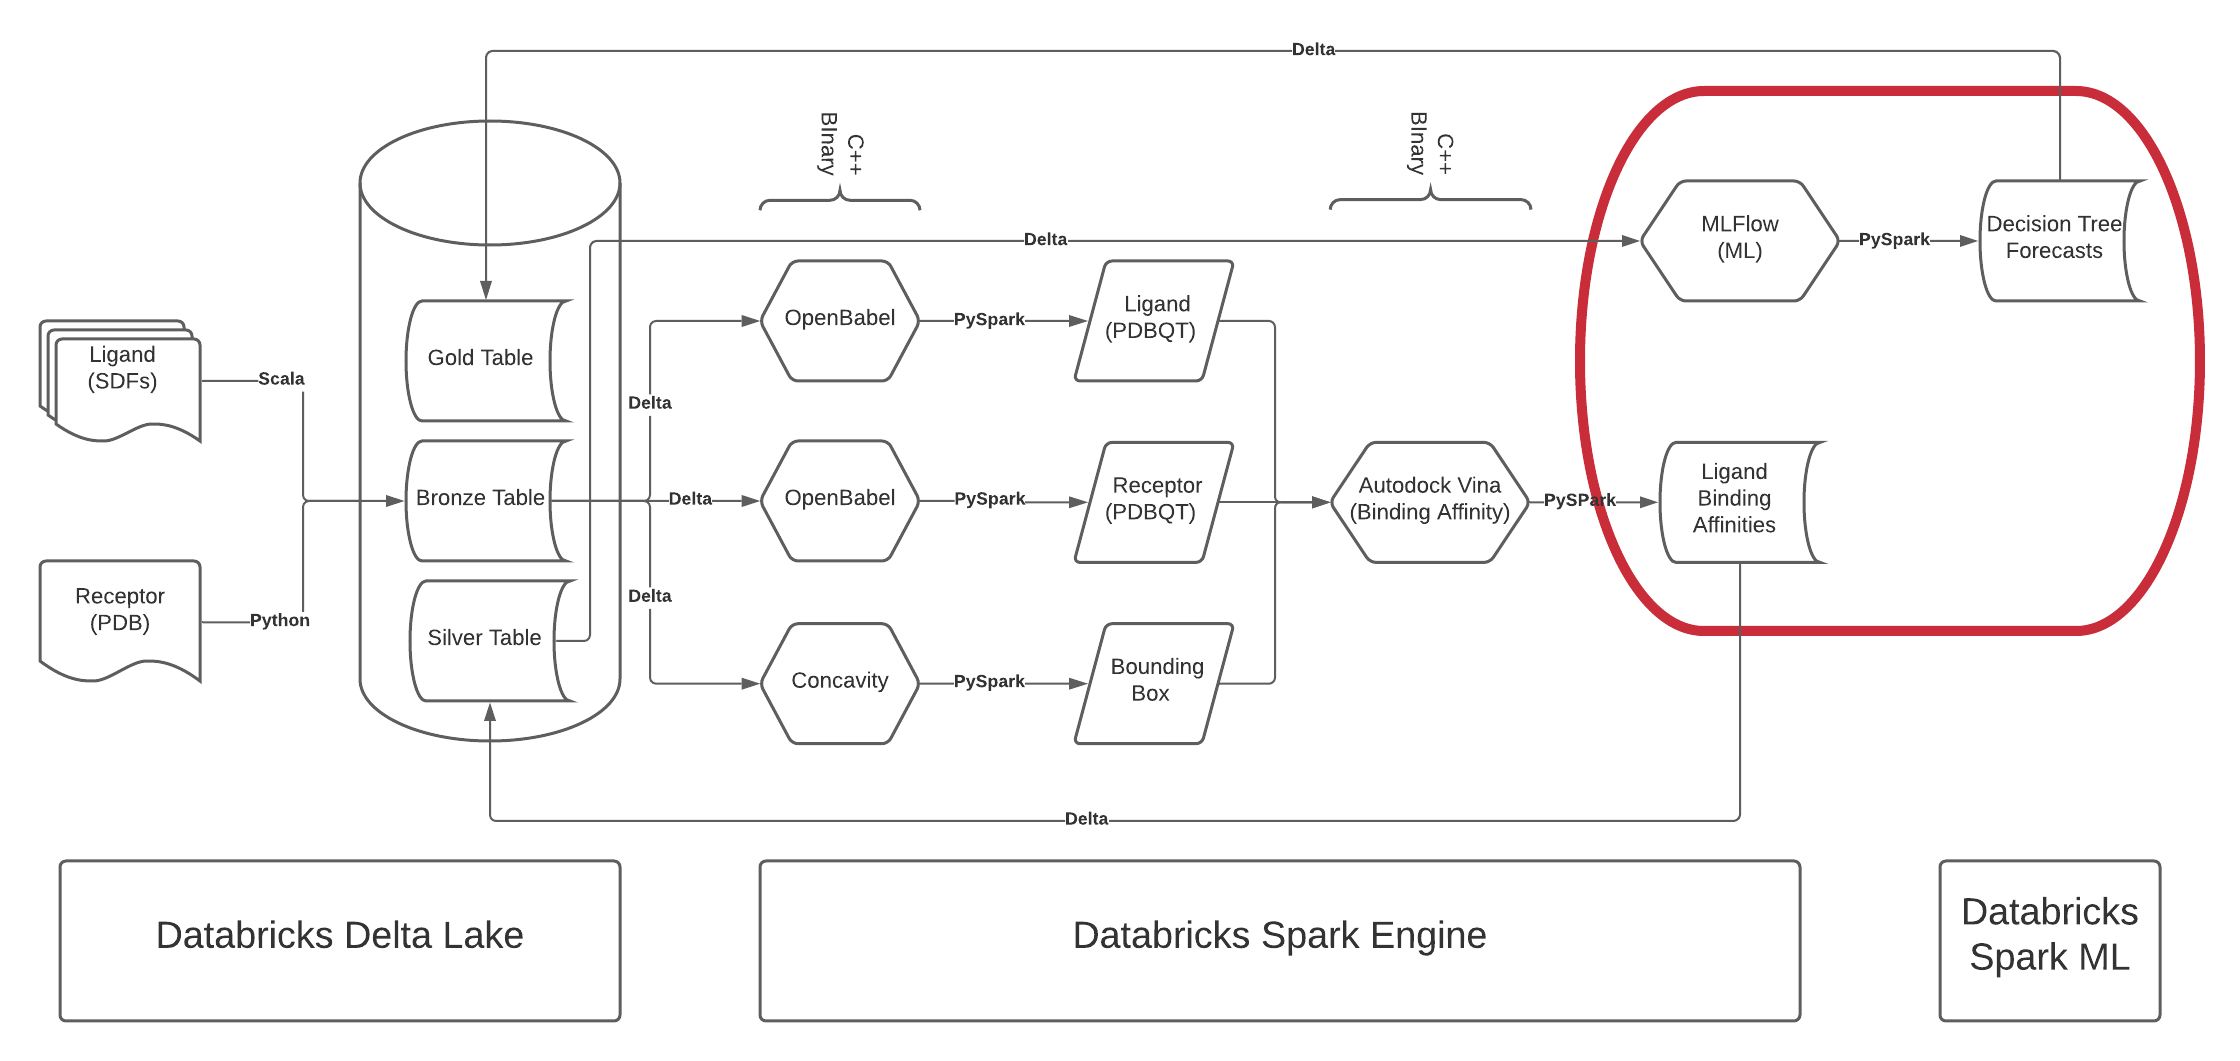 Delta
C++
BInary
C++
BInary
Delta
MLFlow
(ML)
PySpark
Decision Tree
Forecasts
Ligand
(SDFs)
Scala
Gold Table
Delta
OpenBabel
PySpark
Ligand
(PDBQT)
Bronze Table
Delta
OpenBabel
PySpark
Receptor
(PDBQT)
Autodock Vina
(Binding Affinity)
PySPark
Ligand
Binding
Affinities
Receptor
(PDB)
Python
Silver Table
Delta
Concavity
PySpark
Bounding
Box
Delta
Databricks Delta Lake
Databricks Spark Engine
Databricks
Spark ML